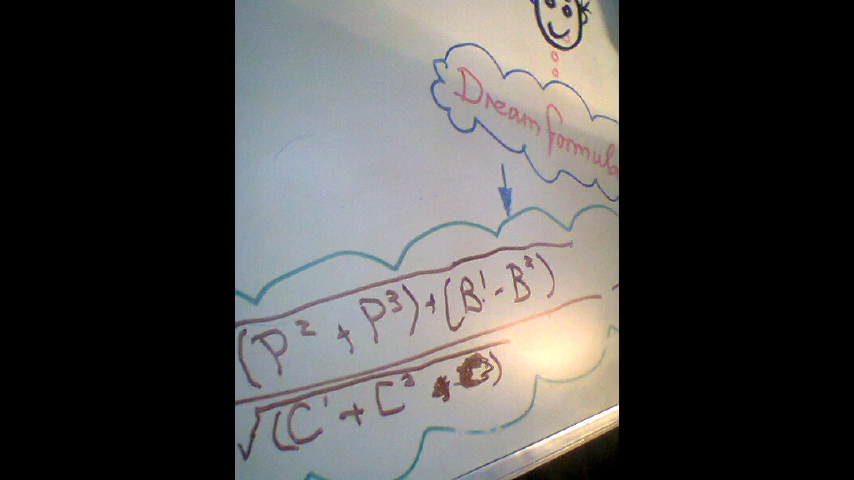 Dream formula
(P² + P³) + (B¹ - B²)
√(C¹ + C³